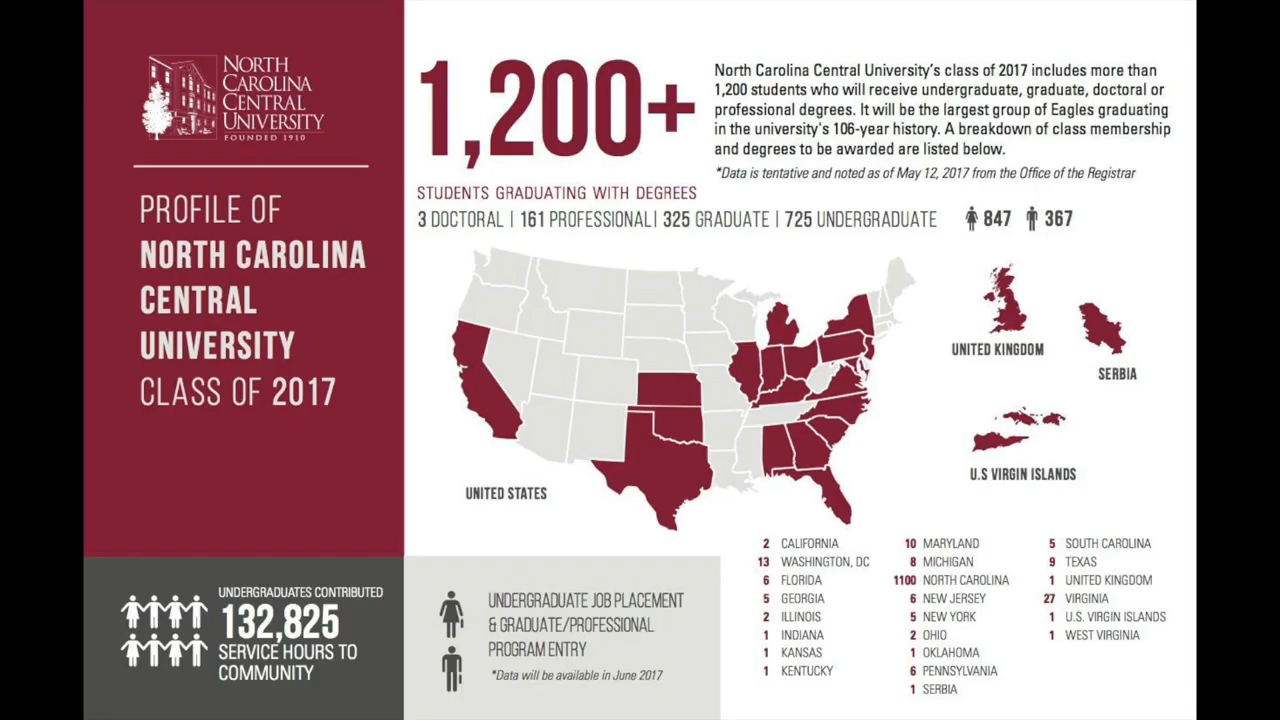 NORTH
CAROLINA
CENTRAL
UNIVERSITY
FOUNDED 1910
PROFILE OF
NORTH CAROLINA
CENTRAL
UNIVERSITY
CLASS OF 2017
UNDERGRADUATES CONTRIBUTED
132,825
SERVICE HOURS TO
COMMUNITY
1,200+
STUDENTS GRADUATING WITH DEGREES
North Carolina Central University's class of 2017 includes more than
1,200 students who will receive undergraduate, graduate, doctoral or
professional degrees. It will be the largest group of Eagles graduating
in the university's 106-year history. A breakdown of class membership
and degrees to be awarded are listed below.
*Data is tentative and noted as of May 12, 2017 from the Office of the Registrar
3 DOCTORAL | 161 PROFESSIONAL| 325 GRADUATE | 725 UNDERGRADUATE 847 367
UNITED STATES
UNITED KINGDOM
SERBIA
U.S VIRGIN ISLANDS
UNDERGRADUATE JOB PLACEMENT
& GRADUATE/PROFESSIONAL
PROGRAM ENTRY
*Data will be available in June 2017
2 CALIFORNIA
13 WASHINGTON, DC
6 FLORIDA
5 GEORGIA
2 ILLINOIS
1 INDIANA
1 KANSAS
1 KENTUCKY
10 MARYLAND
8 MICHIGAN
1100 NORTH CAROLINA
6 NEW JERSEY
5 NEW YORK
2 OHIO
1 OKLAHOMA
6 PENNSYLVANIA
1 SERBIA
5 SOUTH CAROLINA
9 TEXAS
1 UNITED KINGDOM
27 VIRGINIA
1 U.S. VIRGIN ISLANDS
1 WEST VIRGINIA